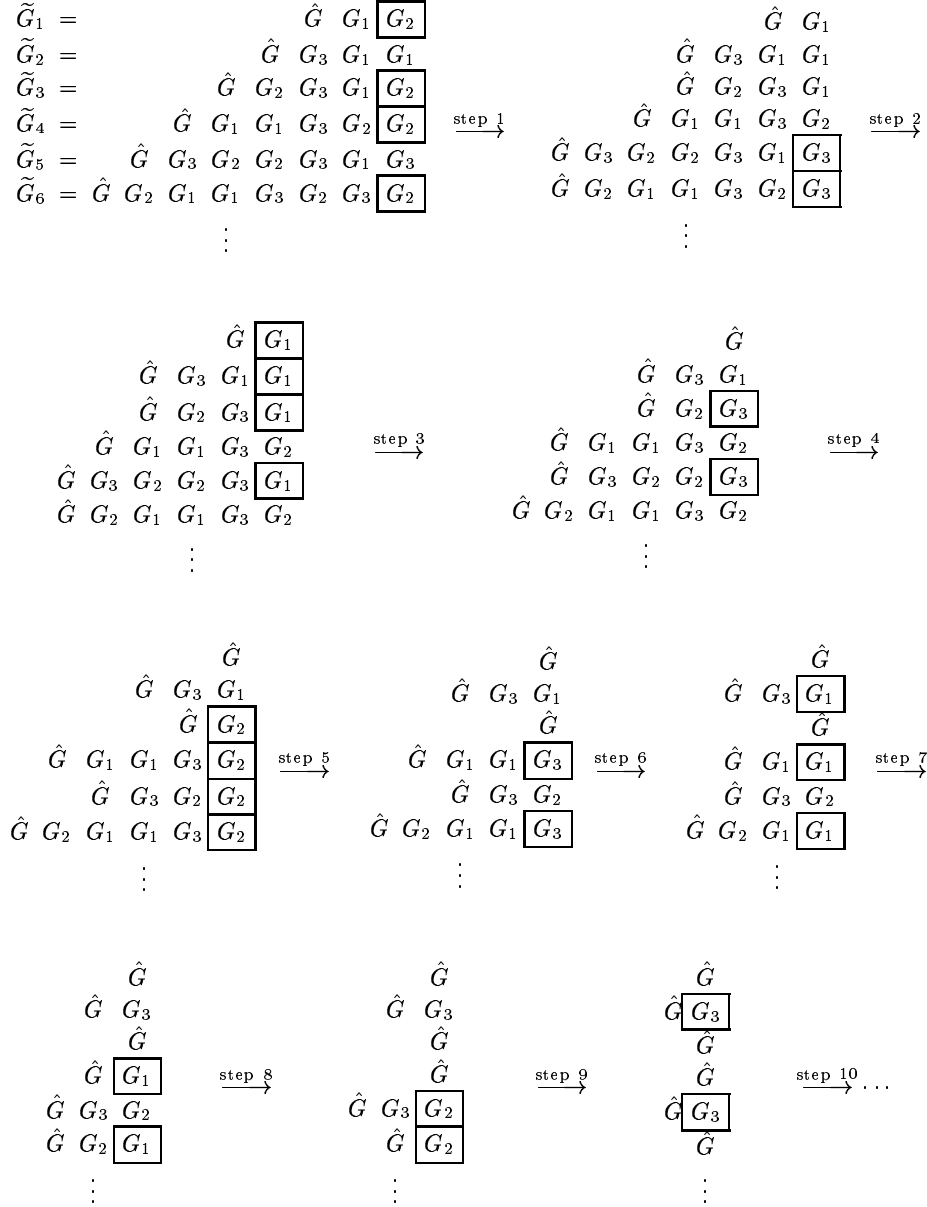 G̃₁ = Ĝ G₁ G₂
G̃₂ = Ĝ G₃ G₁ G₁
G̃₃ = Ĝ G₂ G₃ G₁ G₂
G̃₄ = Ĝ G₁ G₁ G₃ G₂ G₂
G̃₅ = Ĝ G₃ G₂ G₂ G₃ G₁ G₃
G̃₆ = Ĝ G₂ G₁ G₁ G₃ G₂ G₃ G₂
⋮
step 1 →
Ĝ G₁
Ĝ G₃ G₁ G₁
Ĝ G₂ G₃ G₁
Ĝ G₁ G₁ G₃ G₂
Ĝ G₃ G₂ G₂ G₃ G₁ G₃
Ĝ G₂ G₁ G₁ G₃ G₂ G₃
⋮
step 2 →
Ĝ G₁
Ĝ G₃ G₁ G₁
Ĝ G₂ G₃ G₁
Ĝ G₁ G₁ G₃ G₂
Ĝ G₃ G₂ G₂ G₃ G₁
Ĝ G₂ G₁ G₁ G₃ G₂
⋮
step 3 →
Ĝ
Ĝ G₃ G₁
Ĝ G₂ G₃
Ĝ G₁ G₁ G₃ G₂
Ĝ G₃ G₂ G₂ G₃
Ĝ G₂ G₁ G₁ G₃ G₂
⋮
step 4 →
Ĝ
Ĝ G₃ G₁
Ĝ G₂
Ĝ G₁ G₁ G₃ G₂
Ĝ G₃ G₂ G₂
Ĝ G₂ G₁ G₁ G₃ G₂
⋮
step 5 →
Ĝ
Ĝ G₃ G₁
Ĝ
Ĝ G₁ G₁ G₃
Ĝ G₃ G₂
Ĝ G₂ G₁ G₁ G₃
⋮
step 6 →
Ĝ
Ĝ G₃ G₁
Ĝ
Ĝ G₁ G₁
Ĝ G₃ G₂
Ĝ G₂ G₁ G₁
⋮
step 7 →
Ĝ
Ĝ G₃
Ĝ
Ĝ G₁
Ĝ G₃ G₂
Ĝ G₂ G₁
⋮
step 8 →
Ĝ
Ĝ G₃
Ĝ
Ĝ
Ĝ G₃ G₂
Ĝ G₂
⋮
step 9 →
Ĝ
Ĝ G₃
Ĝ
Ĝ
Ĝ G₃
Ĝ
⋮
step 10 → ⋯